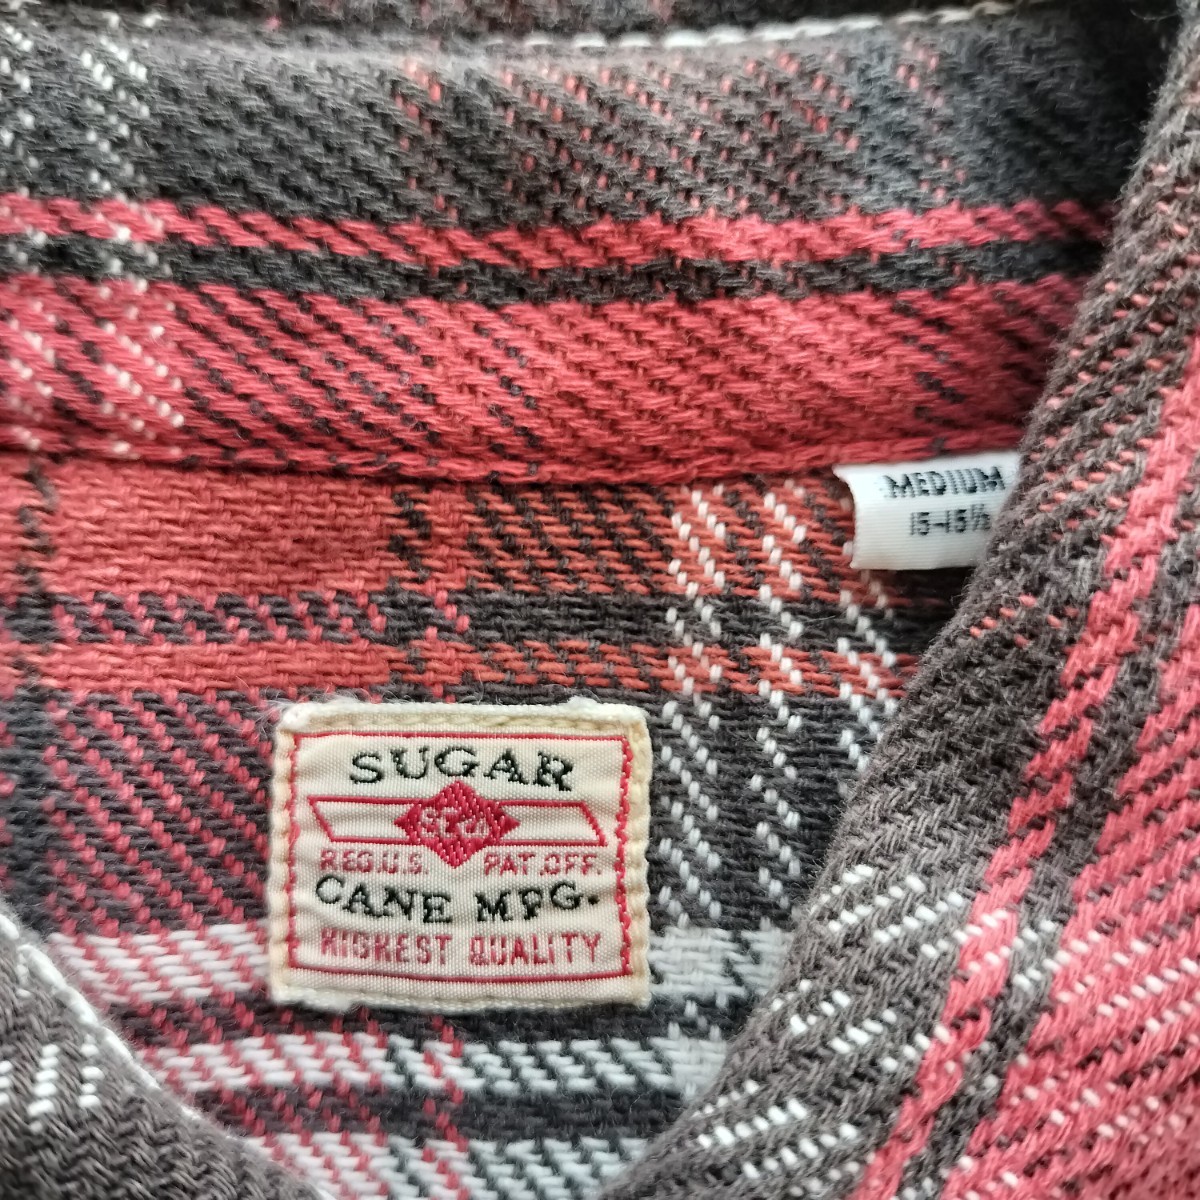 MEDIUM
15-15½
SUGAR
REG.U.S. PAT.OFF.
CANE MFG.
HIGHEST QUALITY